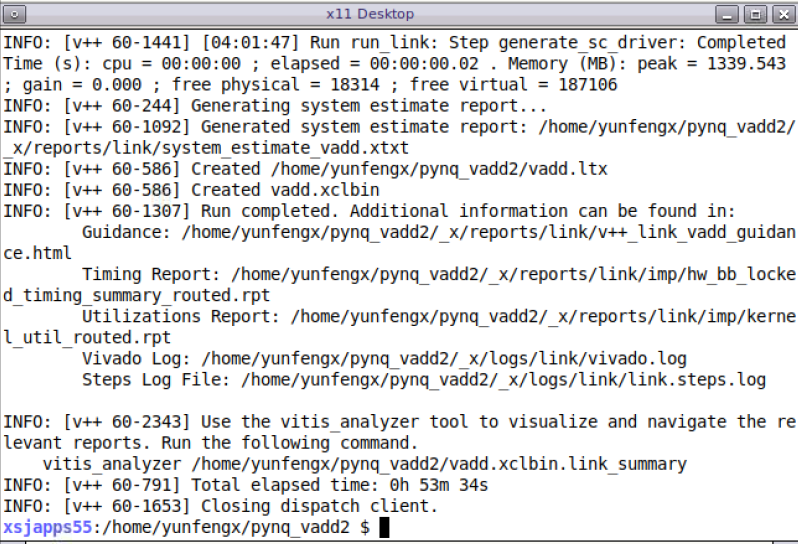 x11 Desktop
INFO: [v++ 60-1441] [04:01:47] Run run_link: Step generate_sc_driver: Completed
Time (s): cpu = 00:00:00 ; elapsed = 00:00:00.02 . Memory (MB): peak = 1339.543
; gain = 0.000 ; free physical = 18314 ; free virtual = 187106
INFO: [v++ 60-244] Generating system estimate report...
INFO: [v++ 60-1092] Generated system estimate report: /home/yunfengx/pynq_vadd2/
_x/reports/link/system_estimate_vadd.xtxt
INFO: [v++ 60-586] Created /home/yunfengx/pynq_vadd2/vadd.ltx
INFO: [v++ 60-586] Created vadd.xclbin
INFO: [v++ 60-1307] Run completed. Additional information can be found in:
        Guidance: /home/yunfengx/pynq_vadd2/_x/reports/link/v++_link_vadd_guidan
ce.html
        Timing Report: /home/yunfengx/pynq_vadd2/_x/reports/link/imp/hw_bb_locke
d_timing_summary_routed.rpt
        Utilizations Report: /home/yunfengx/pynq_vadd2/_x/reports/link/imp/kerne
l_util_routed.rpt
        Vivado Log: /home/yunfengx/pynq_vadd2/_x/logs/link/vivado.log
        Steps Log File: /home/yunfengx/pynq_vadd2/_x/logs/link/link.steps.log
INFO: [v++ 60-2343] Use the vitis_analyzer tool to visualize and navigate the re
levant reports. Run the following command.
    vitis_analyzer /home/yunfengx/pynq_vadd2/vadd.xclbin.link_summary
INFO: [v++ 60-791] Total elapsed time: 0h 53m 34s
INFO: [v++ 60-1653] Closing dispatch client.
xsjapps55:/home/yunfengx/pynq_vadd2 $